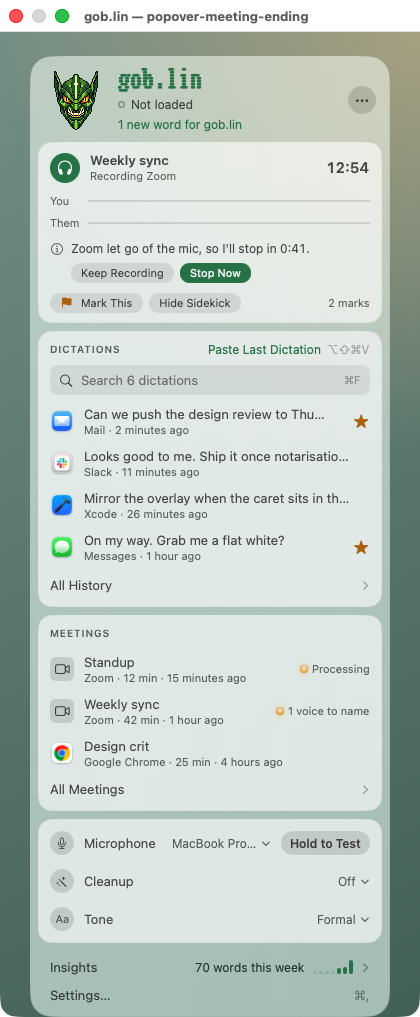 gob.lin — popover-meeting-ending
gob.lin
Not loaded
1 new word for gob.lin
Weekly sync
Recording Zoom
12:54
You
Them
Zoom let go of the mic, so I'll stop in 0:41.
Keep Recording
Stop Now
Mark This
Hide Sidekick
2 marks
DICTATIONS
Paste Last Dictation ⌥⇧⌘V
Search 6 dictations
⌘F
Can we push the design review to Thu...
Mail · 2 minutes ago
Looks good to me. Ship it once notarisatio...
Slack · 11 minutes ago
Mirror the overlay when the caret sits in th...
Xcode · 26 minutes ago
On my way. Grab me a flat white?
Messages · 1 hour ago
All History
MEETINGS
Standup
Zoom · 12 min · 15 minutes ago
Processing
Weekly sync
Zoom · 42 min · 1 hour ago
1 voice to name
Design crit
Google Chrome · 25 min · 4 hours ago
All Meetings
Microphone
MacBook Pro...
Hold to Test
Cleanup
Off
Aa
Tone
Formal
Insights
70 words this week
Settings...
⌘,